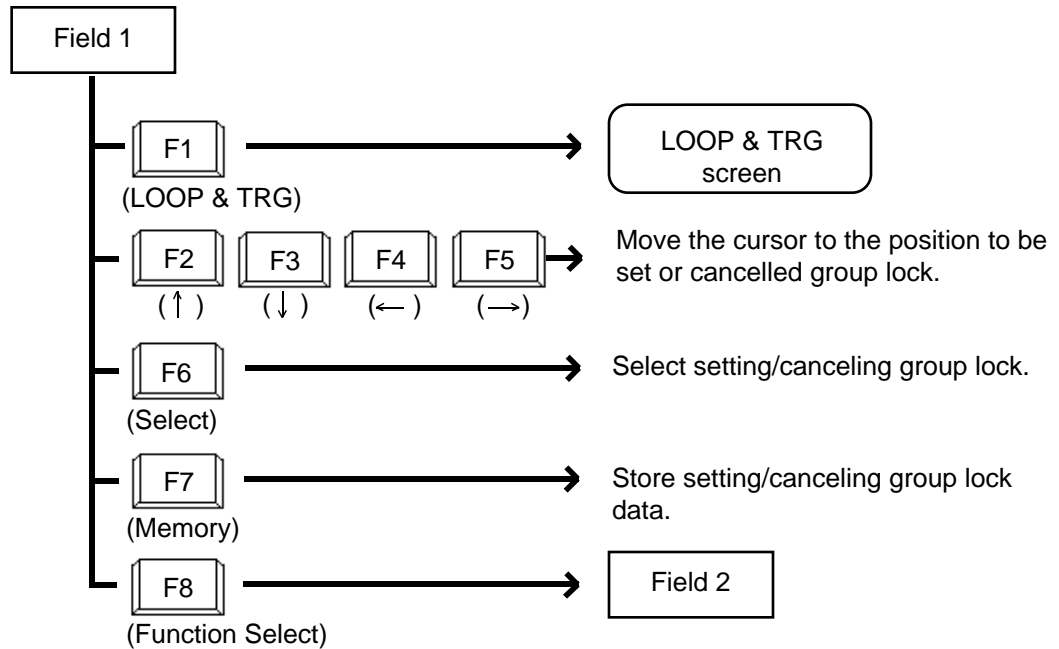 Field 1
F1
(LOOP & TRG)
LOOP & TRG
screen
F2 F3 F4 F5
(↑) (↓) (←) (→)
Move the cursor to the position to be
set or cancelled group lock.
F6
(Select)
Select setting/canceling group lock.
F7
(Memory)
Store setting/canceling group lock
data.
F8
(Function Select)
Field 2